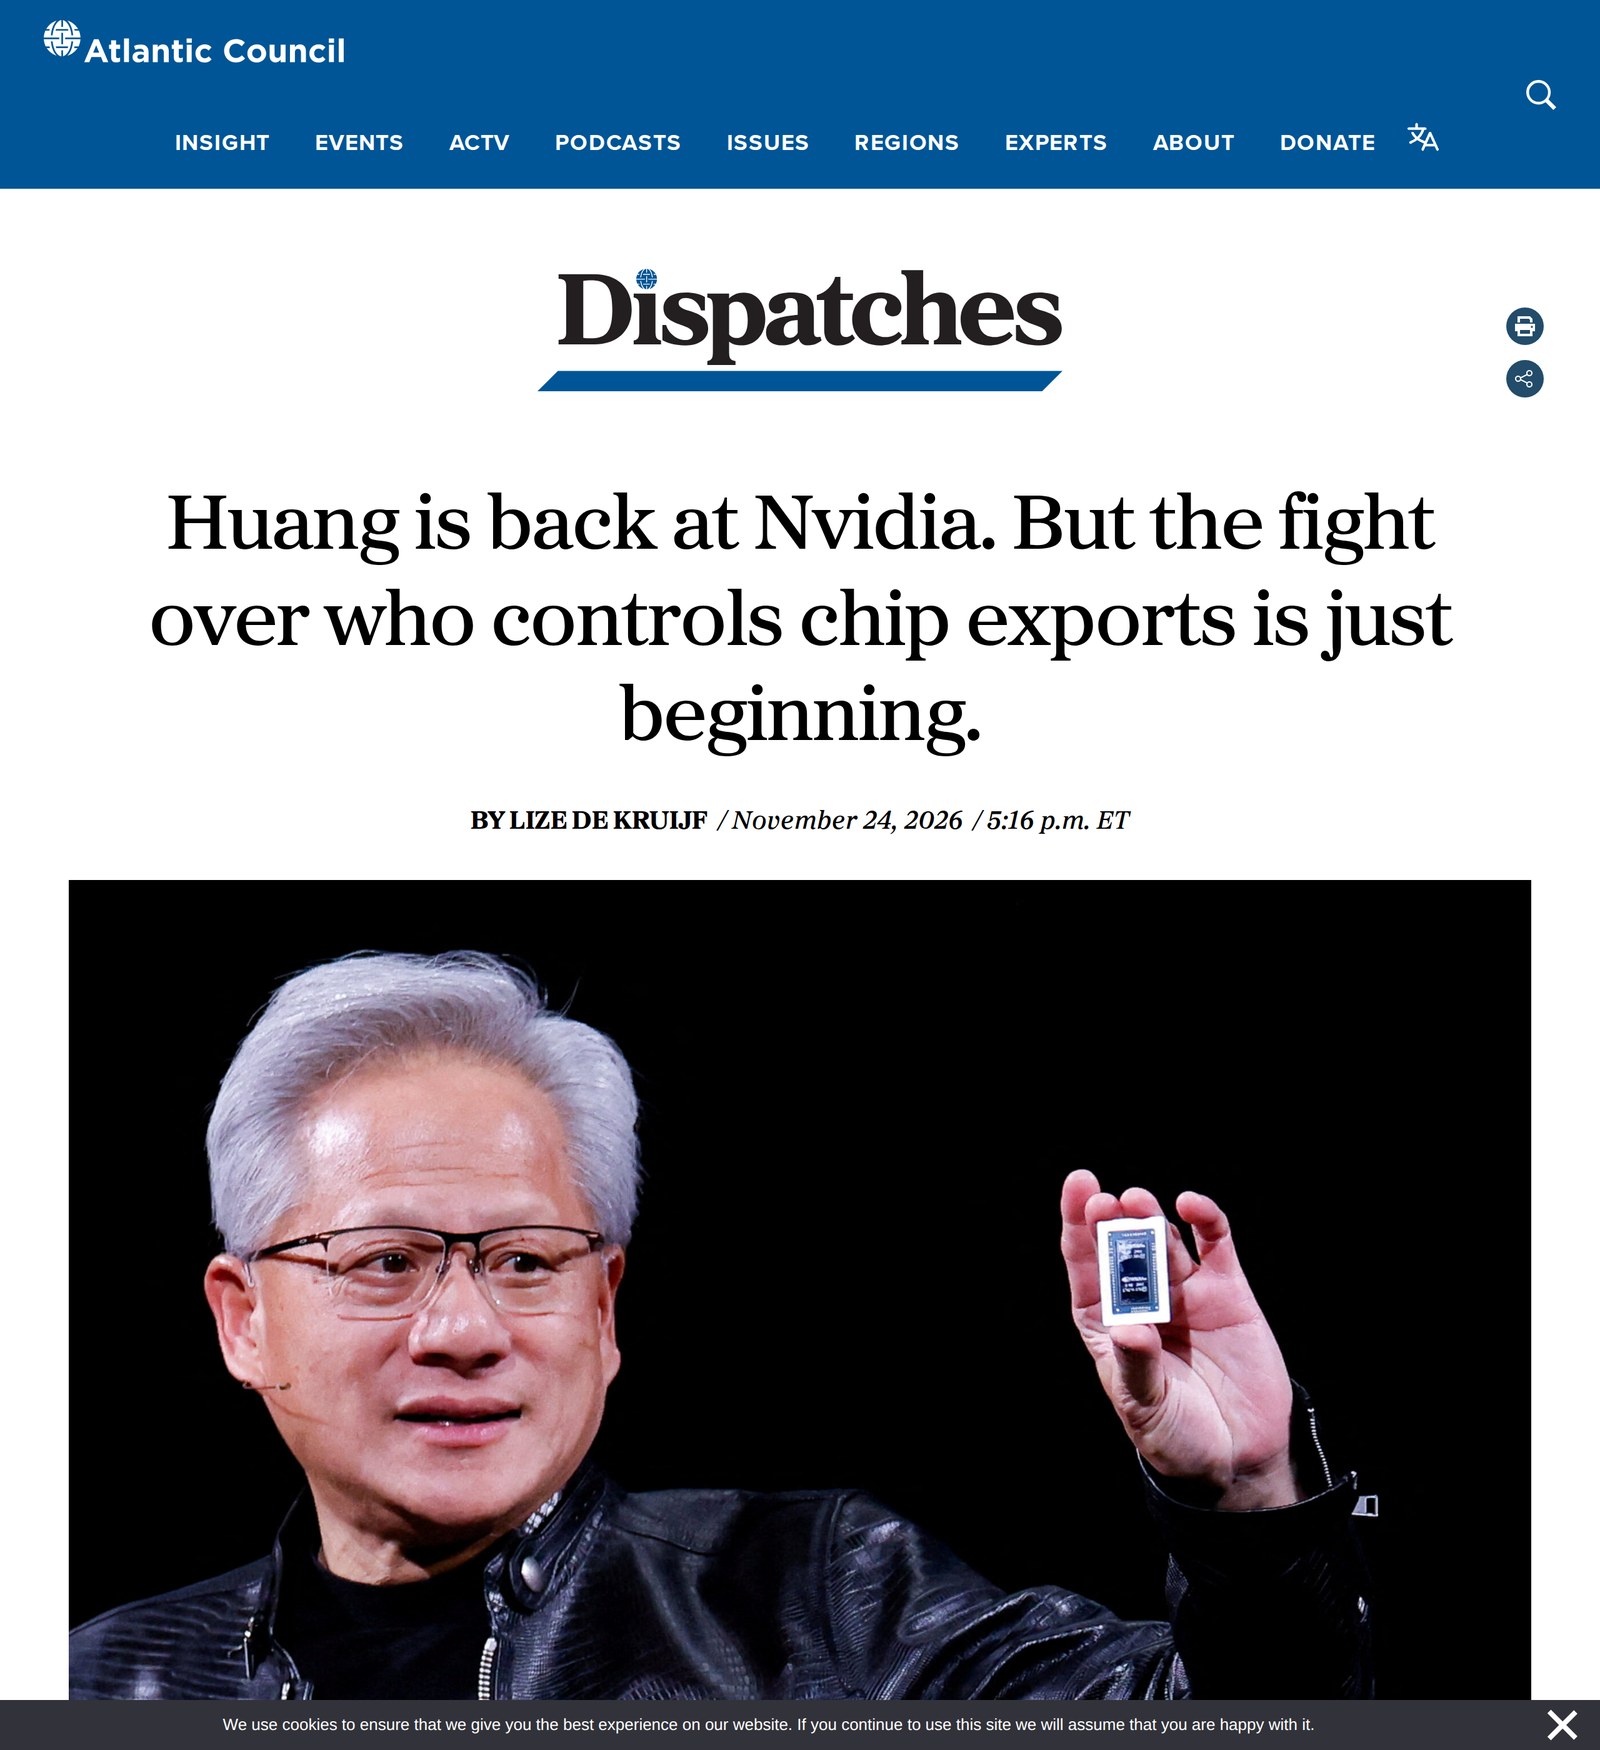 Atlantic Council
INSIGHT EVENTS ACTV PODCASTS ISSUES REGIONS EXPERTS ABOUT DONATE
Dispatches
Huang is back at Nvidia. But the fight
over who controls chip exports is just
beginning.
BY LIZE DE KRUIJF / November 24, 2026 / 5:16 p.m. ET
We use cookies to ensure that we give you the best experience on our website. If you continue to use this site we will assume that you are happy with it.